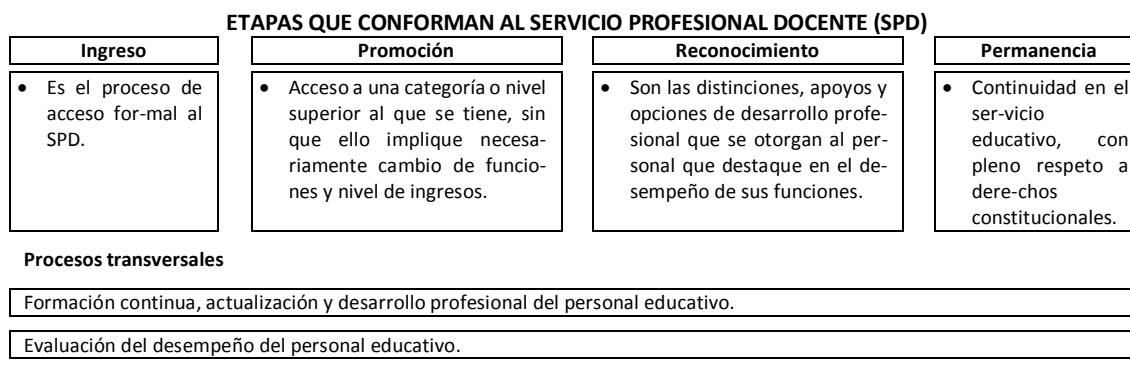 ETAPAS QUE CONFORMAN AL SERVICIO PROFESIONAL DOCENTE (SPD)
Ingreso
• Es el proceso de
acceso for-mal al
SPD.
Promoción
• Acceso a una categoría o nivel
superior al que se tiene, sin
que ello implique necesa-
riamente cambio de funcio-
nes y nivel de ingresos.
Reconocimiento
• Son las distinciones, apoyos y
opciones de desarrollo profe-
sional que se otorgan al per-
sonal que destaque en el de-
sempeño de sus funciones.
Permanencia
• Continuidad en el
ser-vicio
educativo, con
pleno respeto a
dere-chos
constitucionales.
Procesos transversales
Formación continua, actualización y desarrollo profesional del personal educativo.
Evaluación del desempeño del personal educativo.